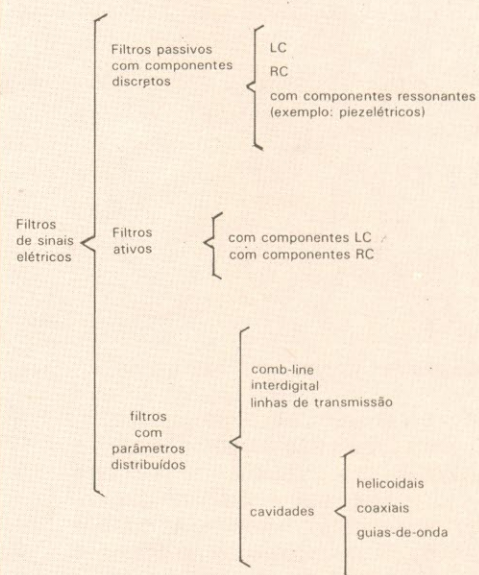 Filtros
de sinais
elétricos
Filtros passivos
com componentes
discretos
LC
RC
com componentes ressonantes
(exemplo: piezelétricos)
Filtros
ativos
com componentes LC
com componentes RC
filtros
com
parâmetros
distribuídos
comb-line
interdigital
linhas de transmissão
cavidades
helicoidais
coaxiais
guias-de-onda